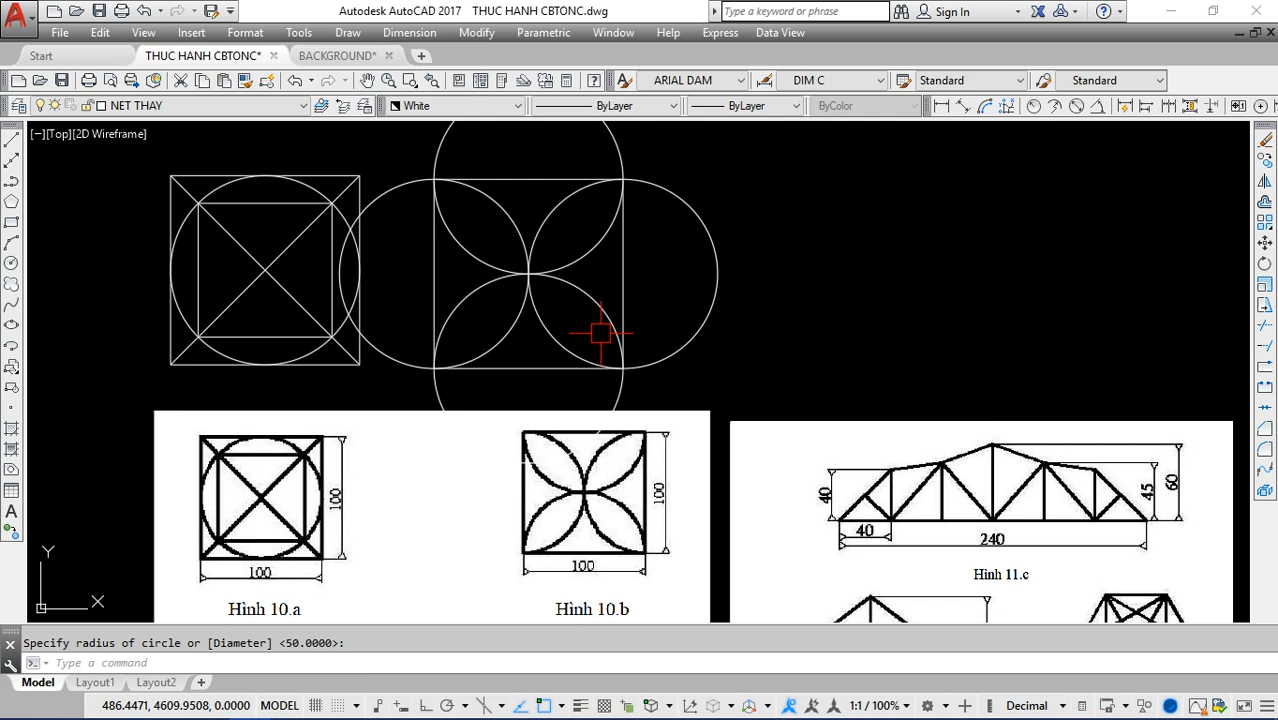 Autodesk AutoCAD 2017 THUC HANH CBTONC.dwg
Type a keyword or phrase
Sign In
File Edit View Insert Format Tools Draw Dimension Modify Parametric Window Help Express Data View
Start THUC HANH CBTONC* BACKGROUND*
ARIAL DAM DIM C Standard Standard
NET THAY White ByLayer ByLayer ByColor
[−][Top][2D Wireframe]
100
100
Hình 10.a
100
100
Hình 10.b
40
45
60
40
240
Hình 11.c
Y
X
Specify radius of circle or [Diameter] <50.0000>:
Type a command
Model Layout1 Layout2
486.4471, 4609.9508, 0.0000 MODEL 1:1 / 100% Decimal